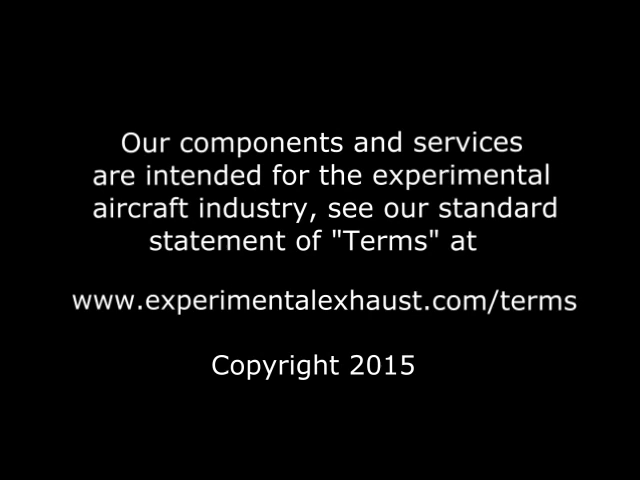 Our components and services
are intended for the experimental
aircraft industry, see our standard
statement of "Terms" at
www.experimentalexhaust.com/terms
Copyright 2015